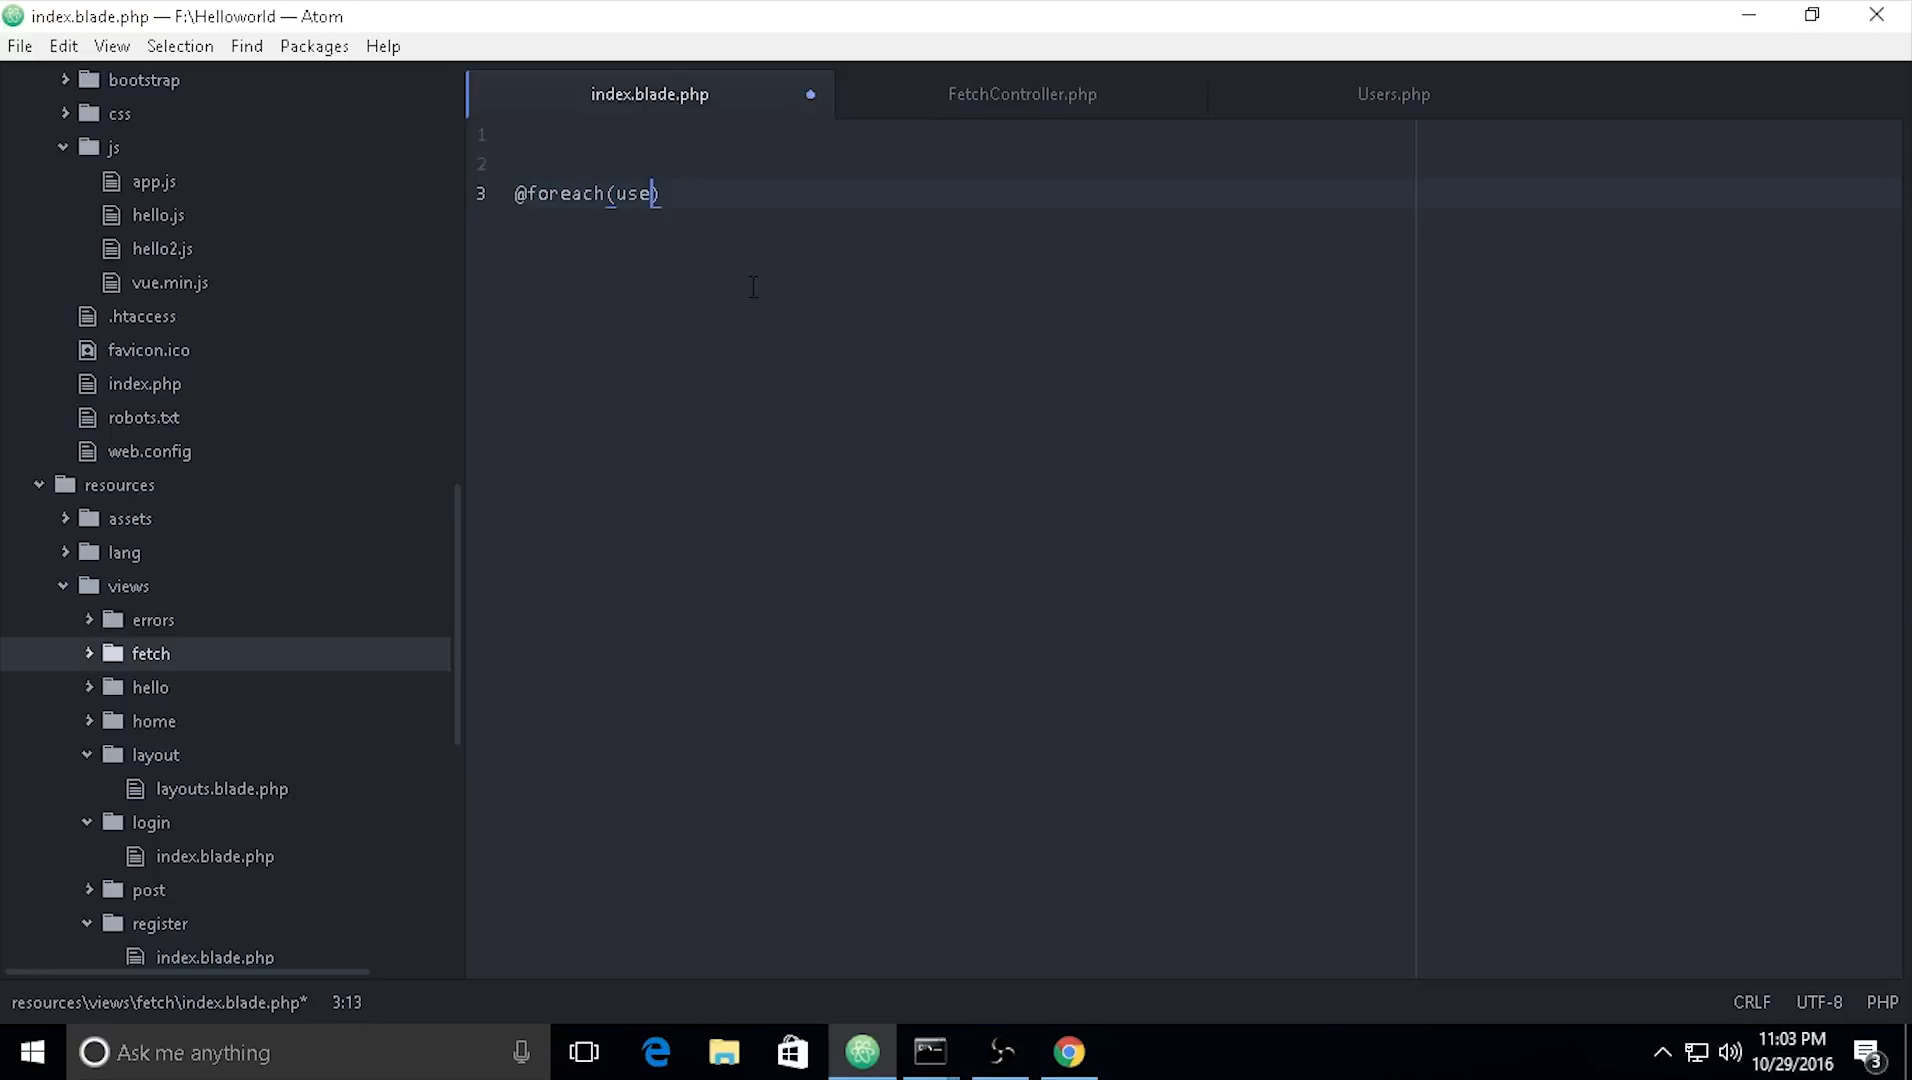 index.blade.php — F:\Helloworld — Atom
File Edit View Selection Find Packages Help
bootstrap
css
js
app.js
hello.js
hello2.js
vue.min.js
.htaccess
favicon.ico
index.php
robots.txt
web.config
resources
assets
lang
views
errors
fetch
hello
home
layout
layouts.blade.php
login
index.blade.php
post
register
index.blade.php
index.blade.php FetchController.php Users.php
1
2
3 @foreach(use)
resources\views\fetch\index.blade.php* 3:13 CRLF UTF-8 PHP
Ask me anything
11:03 PM
10/29/2016
3